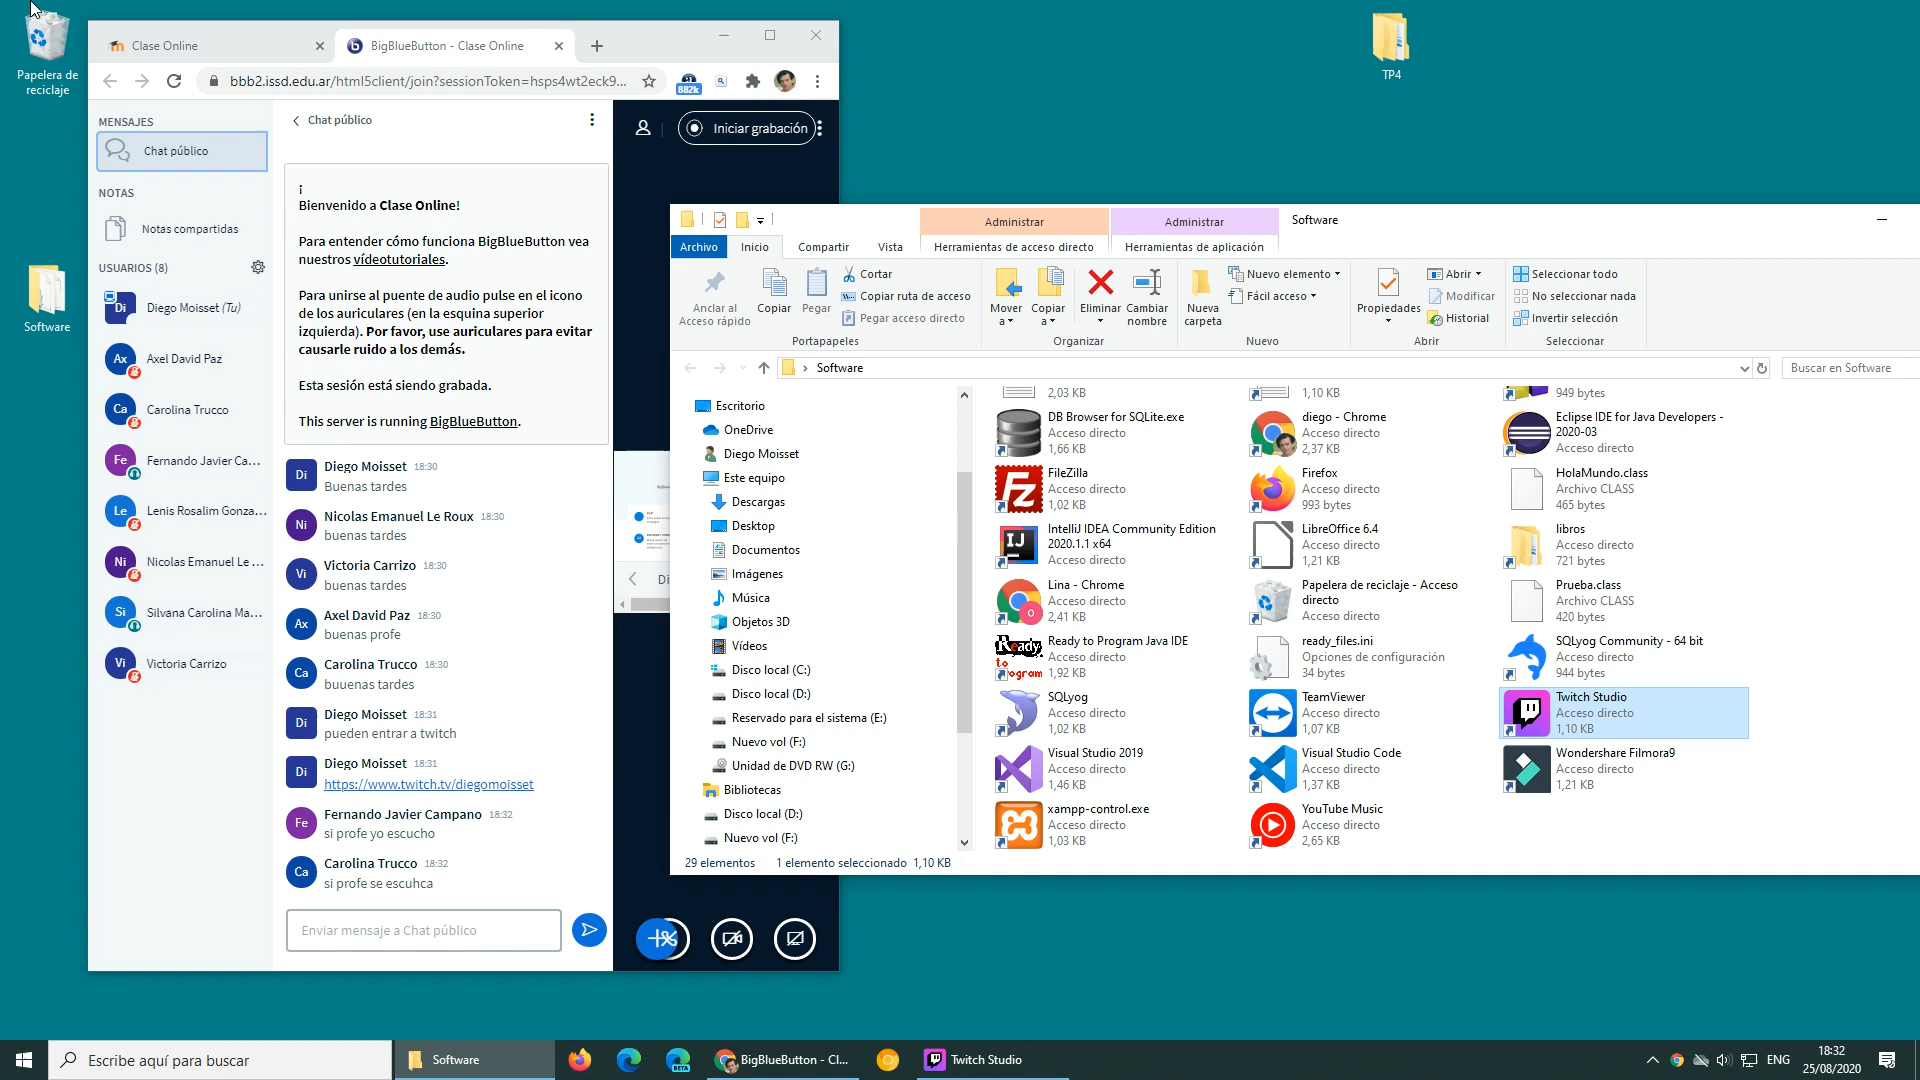 Papelera de
reciclaje
Software
TP4
Clase Online
BigBlueButton - Clase Online
bbb2.issd.edu.ar/html5client/join?sessionToken=hsps4wt2eck9...
882k
MENSAJES
Chat público
NOTAS
Notas compartidas
USUARIOS (8)
Di
Diego Moisset (Tu)
Ax
Axel David Paz
Ca
Carolina Trucco
Fe
Fernando Javier Ca...
Le
Lenis Rosalim Gonza...
Ni
Nicolas Emanuel Le ...
Si
Silvana Carolina Ma...
Vi
Victoria Carrizo
Chat público
¡
Bienvenido a Clase Online!
Para entender cómo funciona BigBlueButton vea
nuestros vídeotutoriales.
Para unirse al puente de audio pulse en el icono
de los auriculares (en la esquina superior
izquierda). Por favor, use auriculares para evitar
causarle ruido a los demás.
Esta sesión está siendo grabada.
This server is running BigBlueButton.
Di
Diego Moisset 18:30
Buenas tardes
Ni
Nicolas Emanuel Le Roux 18:30
buenas tardes
Vi
Victoria Carrizo 18:30
buenas tardes
Ax
Axel David Paz 18:30
buenas profe
Ca
Carolina Trucco 18:30
buuenas tardes
Di
Diego Moisset 18:31
pueden entrar a twitch
Di
Diego Moisset 18:31
https://www.twitch.tv/diegomoisset
Fe
Fernando Javier Campano 18:32
si profe yo escucho
Ca
Carolina Trucco 18:32
si profe se escuhca
Enviar mensaje a Chat público
Iniciar grabación
Di
Administrar
Administrar
Software
Archivo
Inicio
Compartir
Vista
Herramientas de acceso directo
Herramientas de aplicación
Anclar al
Acceso rápido
Copiar
Pegar
Cortar
Copiar ruta de acceso
Pegar acceso directo
Portapapeles
Mover
a
Copiar
a
Eliminar
Cambiar
nombre
Organizar
Nueva
carpeta
Nuevo elemento
Fácil acceso
Nuevo
Propiedades
Abrir
Modificar
Historial
Abrir
Seleccionar todo
No seleccionar nada
Invertir selección
Seleccionar
Software
Buscar en Software
Escritorio
OneDrive
Diego Moisset
Este equipo
Descargas
Desktop
Documentos
Imágenes
Música
Objetos 3D
Vídeos
Disco local (C:)
Disco local (D:)
Reservado para el sistema (E:)
Nuevo vol (F:)
Unidad de DVD RW (G:)
Bibliotecas
Disco local (D:)
Nuevo vol (F:)
2,03 KB
1,10 KB
949 bytes
DB Browser for SQLite.exe
Acceso directo
1,66 KB
diego - Chrome
Acceso directo
2,37 KB
Eclipse IDE for Java Developers -
2020-03
Acceso directo
FileZilla
Acceso directo
1,02 KB
Firefox
Acceso directo
993 bytes
HolaMundo.class
Archivo CLASS
465 bytes
IntelliJ IDEA Community Edition
2020.1.1 x64
Acceso directo
LibreOffice 6.4
Acceso directo
1,21 KB
libros
Acceso directo
721 bytes
Lina - Chrome
Acceso directo
2,41 KB
Papelera de reciclaje - Acceso
directo
Acceso directo
Prueba.class
Archivo CLASS
420 bytes
Ready to Program Java IDE
Acceso directo
1,92 KB
ready_files.ini
Opciones de configuración
34 bytes
SQLyog Community - 64 bit
Acceso directo
944 bytes
SQLyog
Acceso directo
1,02 KB
TeamViewer
Acceso directo
1,07 KB
Twitch Studio
Acceso directo
1,10 KB
Visual Studio 2019
Acceso directo
1,46 KB
Visual Studio Code
Acceso directo
1,37 KB
Wondershare Filmora9
Acceso directo
1,21 KB
xampp-control.exe
Acceso directo
1,03 KB
YouTube Music
Acceso directo
2,65 KB
29 elementos
1 elemento seleccionado 1,10 KB
Escribe aquí para buscar
Software
BETA
BigBlueButton - Cl...
Twitch Studio
ENG
18:32
25/08/2020